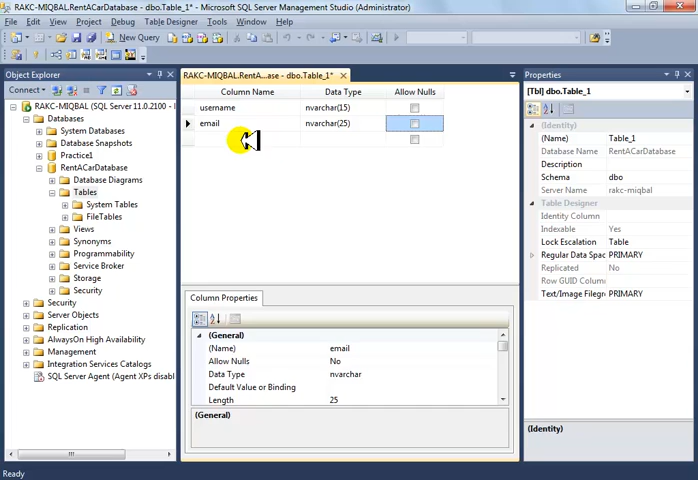 RAKC-MIQBAL.RentACarDatabase - dbo.Table_1* - Microsoft SQL Server Management Studio (Administrator)
File Edit View Project Debug Table Designer Tools Window Help
New Query
Object Explorer
Connect
RAKC-MIQBAL (SQL Server 11.0.2100 -
Databases
System Databases
Database Snapshots
Practice1
RentACarDatabase
Database Diagrams
Tables
System Tables
FileTables
Views
Synonyms
Programmability
Service Broker
Storage
Security
Security
Server Objects
Replication
AlwaysOn High Availability
Management
Integration Services Catalogs
SQL Server Agent (Agent XPs disabl
RAKC-MIQBAL.RentA...ase - dbo.Table_1*
Column Name Data Type Allow Nulls
username nvarchar(15)
email nvarchar(25)
Column Properties
(General)
(Name) email
Allow Nulls No
Data Type nvarchar
Default Value or Binding
Length 25
(General)
Properties
[Tbl] dbo.Table_1
(Identity)
(Name) Table_1
Database Name RentACarDatabase
Description
Schema dbo
Server Name rakc-miqbal
Table Designer
Identity Column
Indexable Yes
Lock Escalation Table
Regular Data Spac PRIMARY
Replicated No
Row GUID Column
Text/Image Filegr PRIMARY
(Identity)
Ready